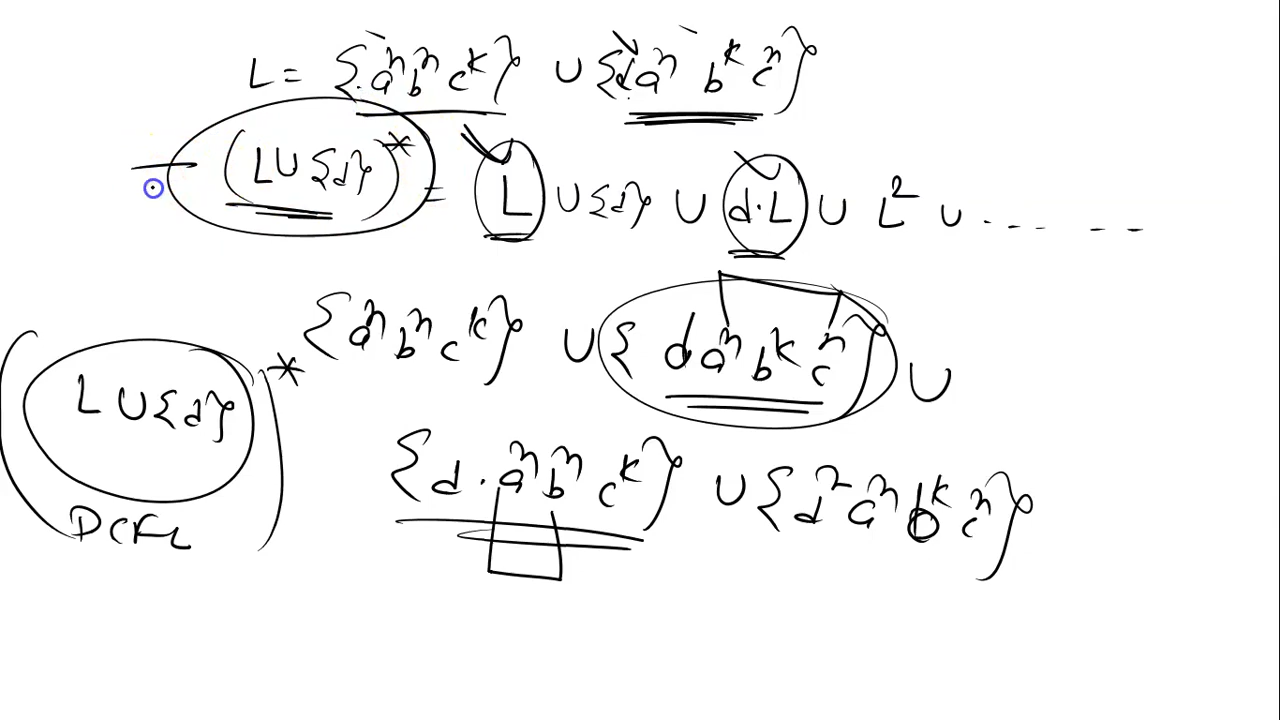 L = {aⁿbⁿcᵏ} ∪ {daⁿbᵏcⁿ}
(L∪{d})* = L ∪ {d} ∪ d·L ∪ L² ∪ .........
{aⁿbⁿcᵏ} ∪ {daⁿbᵏcⁿ} ∪
(L∪{d})*
{d·aⁿbⁿcᵏ} ∪ {d²aⁿbᵏcⁿ}
DCFL